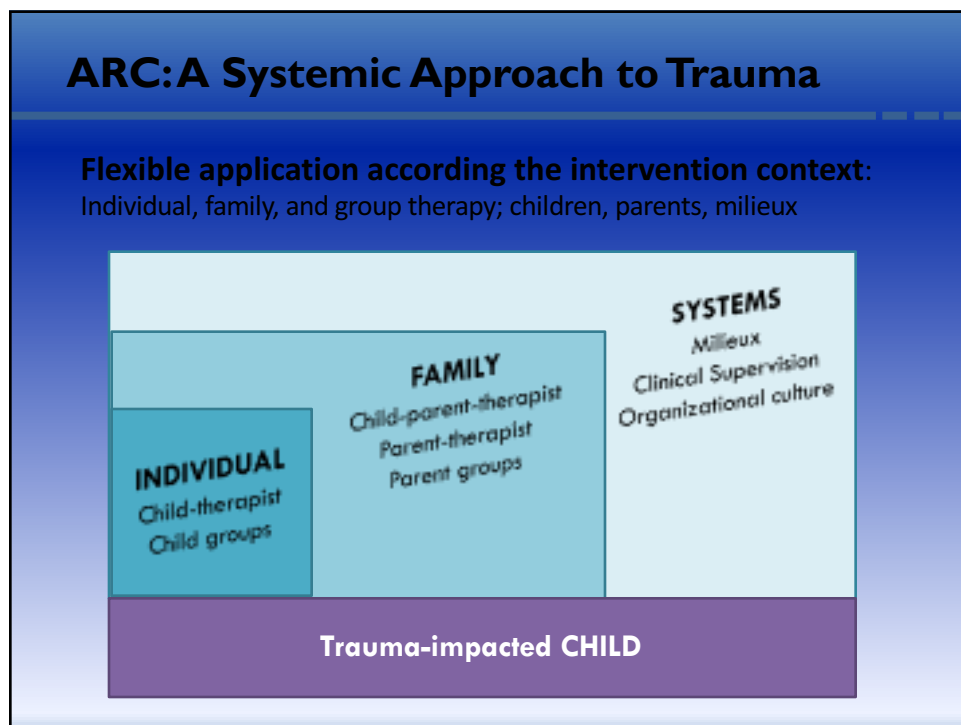 ARC: A Systemic Approach to Trauma
Flexible application according the intervention context:
Individual, family, and group therapy; children, parents, milieux
SYSTEMS
Milieux
Clinical Supervision
Organizational culture
FAMILY
Child-parent-therapist
Parent-therapist
Parent groups
INDIVIDUAL
Child-therapist
Child groups
Trauma-impacted CHILD